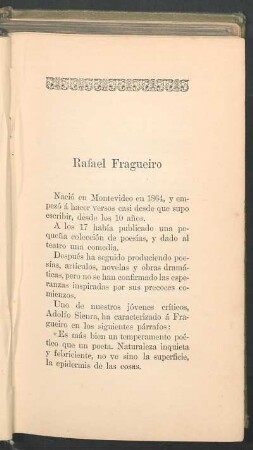 Rafael Fragueiro
Nació en Montevideo en 1864, y em-
pezó á hacer versos casi desde que supo
escribir, desde los 10 años.
A los 17 había publicado una pe-
queña colección de poesías, y dado al
teatro una comedia.
Después ha seguido produciendo poe-
sías, artículos, novelas y obras dramá-
ticas, pero no se han confirmado las espe-
ranzas inspiradas por sus precoces co-
mienzos.
Uno de nuestros jóvenes críticos,
Adolfo Sienra, ha caracterizado á Fra-
gueiro en los siguientes párrafos:
«Es más bien un temperamento poé-
tico que un poeta. Naturaleza inquieta
y febriciente, no ve sino la superficie,
la epidermis de las cosas.